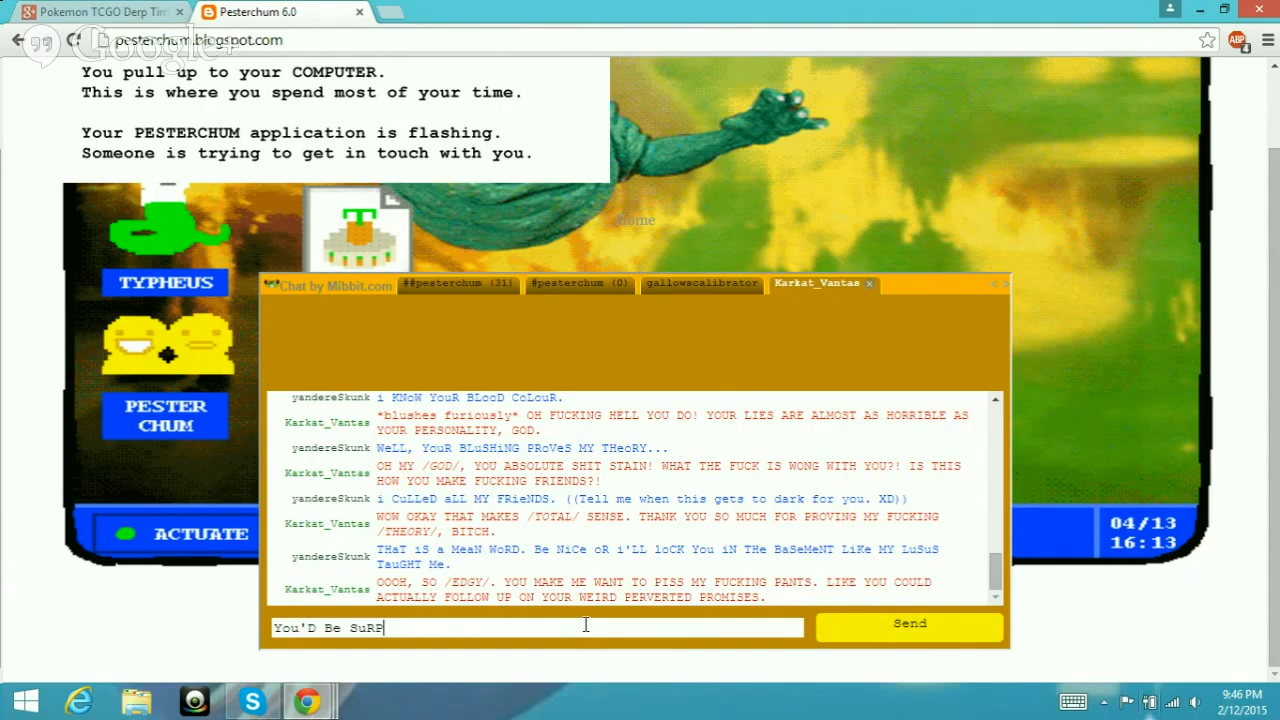 Pokemon TCGO Derp Tim
Pesterchum 6.0
pesterchum.blogspot.com
Google+
ABP
4
You pull up to your COMPUTER.
This is where you spend most of your time.
Your PESTERCHUM application is flashing.
Someone is trying to get in touch with you.
Home
TYPHEUS
PESTER
CHUM
ACTUATE
04/13
16:13
Chat by Mibbit.com
##pesterchum (31)
#pesterchum (0)
gallowscalibrator
Karkat_Vantas
yandereSkunk i KNoW YouR BLooD CoLouR.
Karkat_Vantas *blushes furiously* OH FUCKING HELL YOU DO! YOUR LIES ARE ALMOST AS HORRIBLE AS
YOUR PERSONALITY, GOD.
yandereSkunk WeLL, YouR BLuSHiNG PRoVeS MY THeoRY...
Karkat_Vantas OH MY /GOD/, YOU ABSOLUTE SHIT STAIN! WHAT THE FUCK IS WONG WITH YOU?! IS THIS
HOW YOU MAKE FUCKING FRIENDS?!
yandereSkunk i CuLLeD aLL MY FRieNDS. ((Tell me when this gets to dark for you. XD))
Karkat_Vantas WOW OKAY THAT MAKES /TOTAL/ SENSE. THANK YOU SO MUCH FOR PROVING MY FUCKING
/THEORY/, BITCH.
yandereSkunk THaT iS a MeaN WoRD. Be NiCe oR i'LL loCK You iN THe BaSeMeNT LiKe MY LuSuS
TauGHT Me.
Karkat_Vantas OOOH, SO /EDGY/. YOU MAKE ME WANT TO PISS MY FUCKING PANTS. LIKE YOU COULD
ACTUALLY FOLLOW UP ON YOUR WEIRD PERVERTED PROMISES.
You'D Be SuRP
Send
9:46 PM
2/12/2015